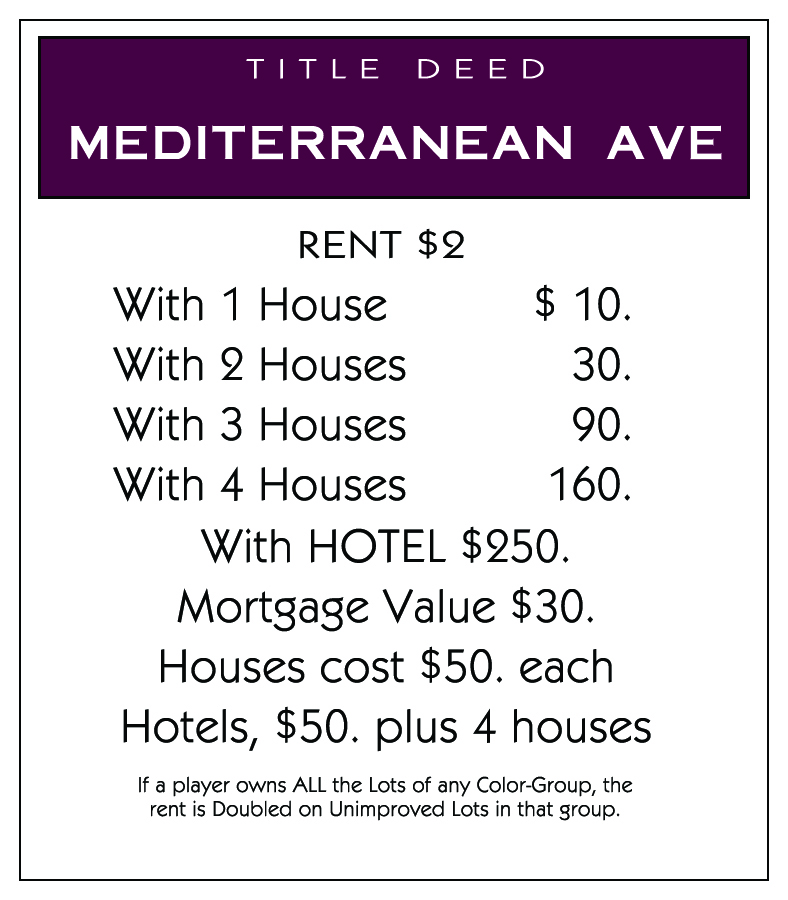 TITLE DEED
MEDITERRANEAN AVE
RENT $2
With 1 House $ 10.
With 2 Houses 30.
With 3 Houses 90.
With 4 Houses 160.
With HOTEL $250.
Mortgage Value $30.
Houses cost $50. each
Hotels, $50. plus 4 houses
If a player owns ALL the Lots of any Color-Group, the
rent is Doubled on Unimproved Lots in that group.